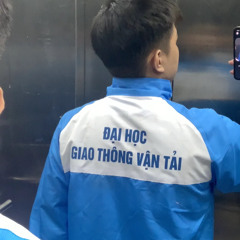 ĐẠI HỌC
GIAO THÔNG VẬN TẢI